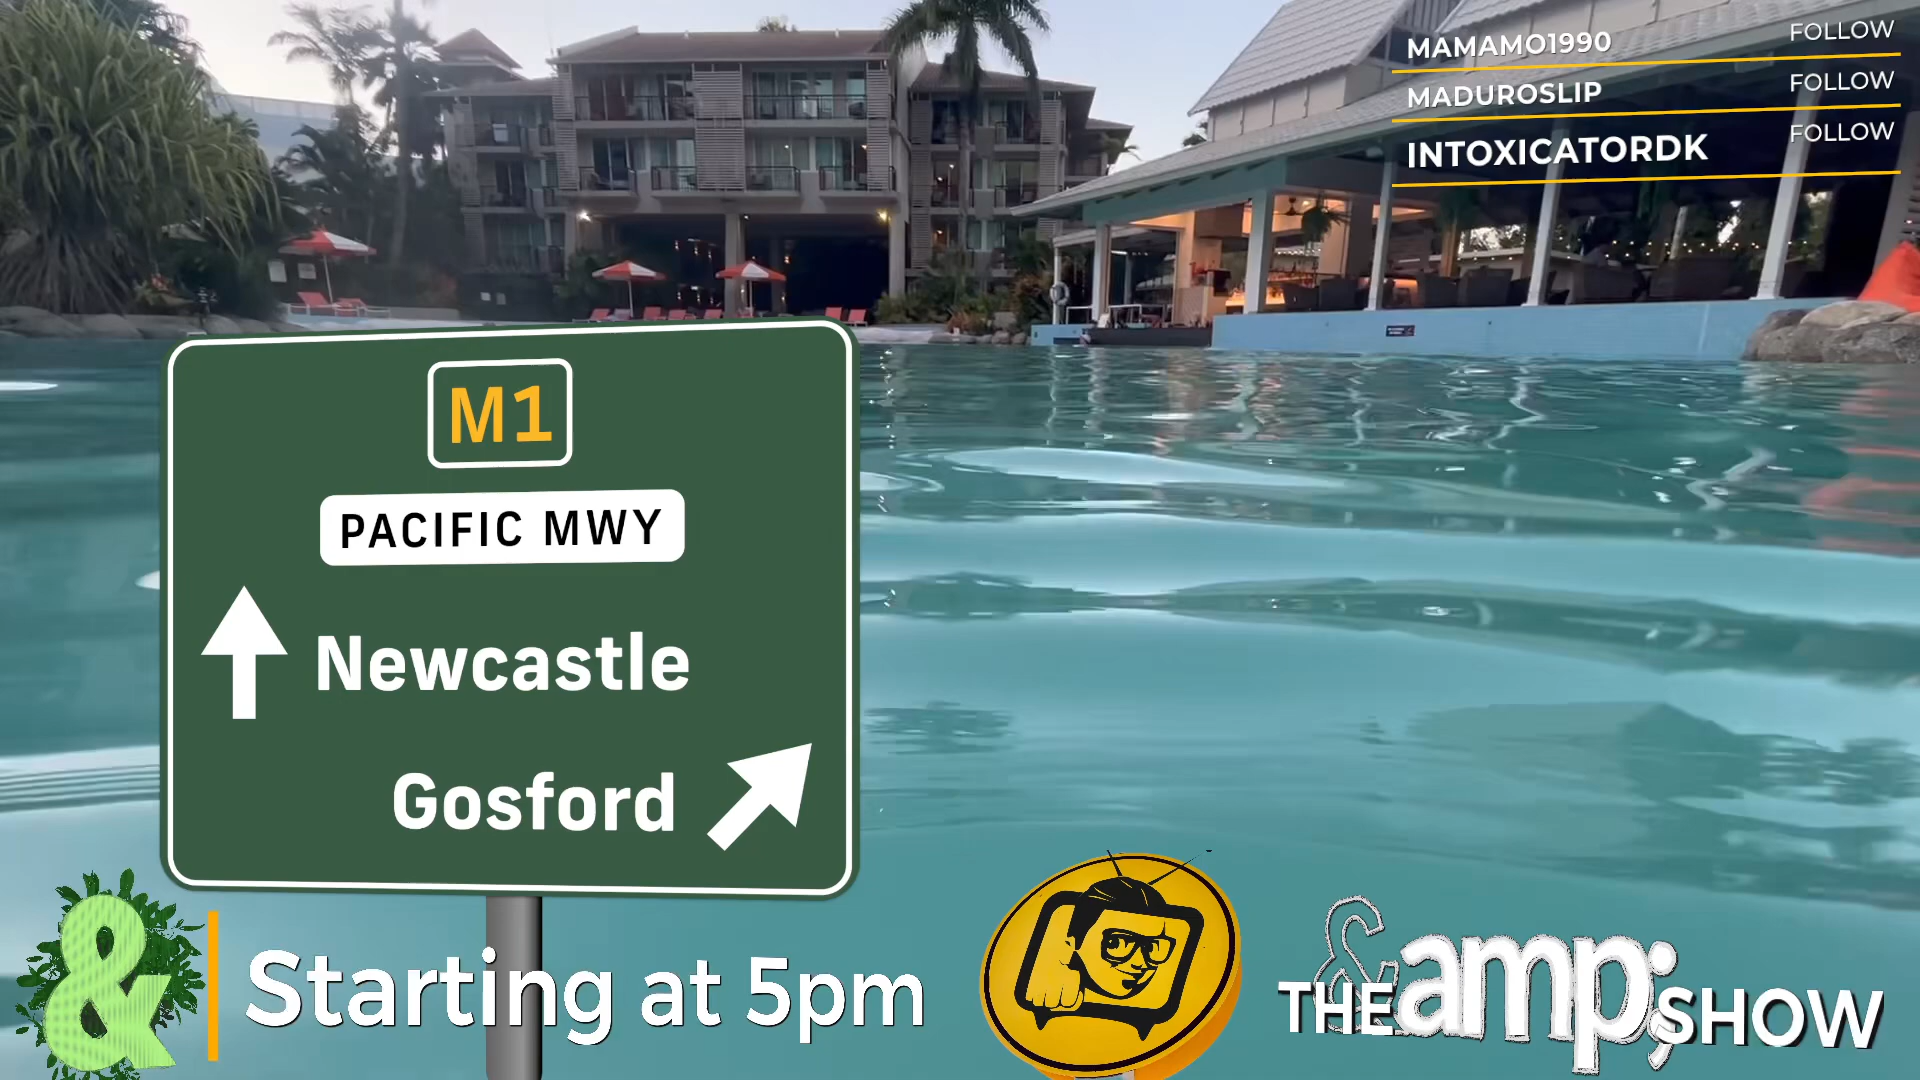 MAMAMO1990 FOLLOW
MADUROSLIP FOLLOW
INTOXICATORDK FOLLOW
M1
PACIFIC MWY
Newcastle
Gosford
& Starting at 5pm
THE &amp; SHOW